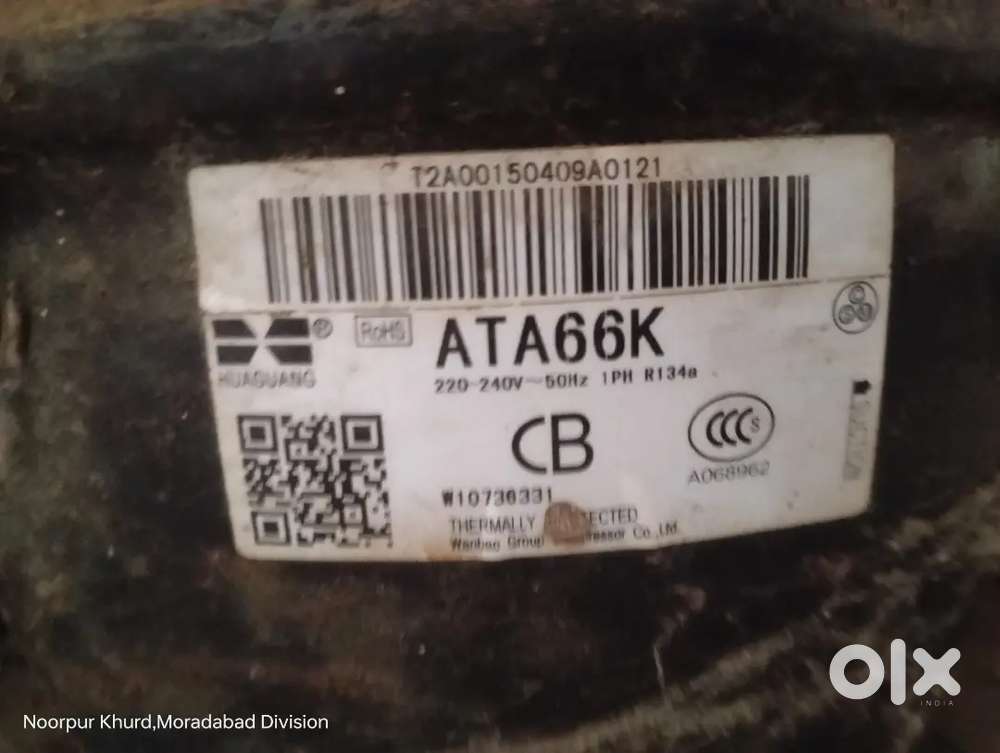 T2A00150409A0121
HUAGUANG
®
RoHS
ATA66K
220-240V~50Hz 1PH R134a
CB
CCC S
A068962
W10736331
THERMALLY
Group Co.,Ltd.
olx
INDIA
Noorpur Khurd,Moradabad Division